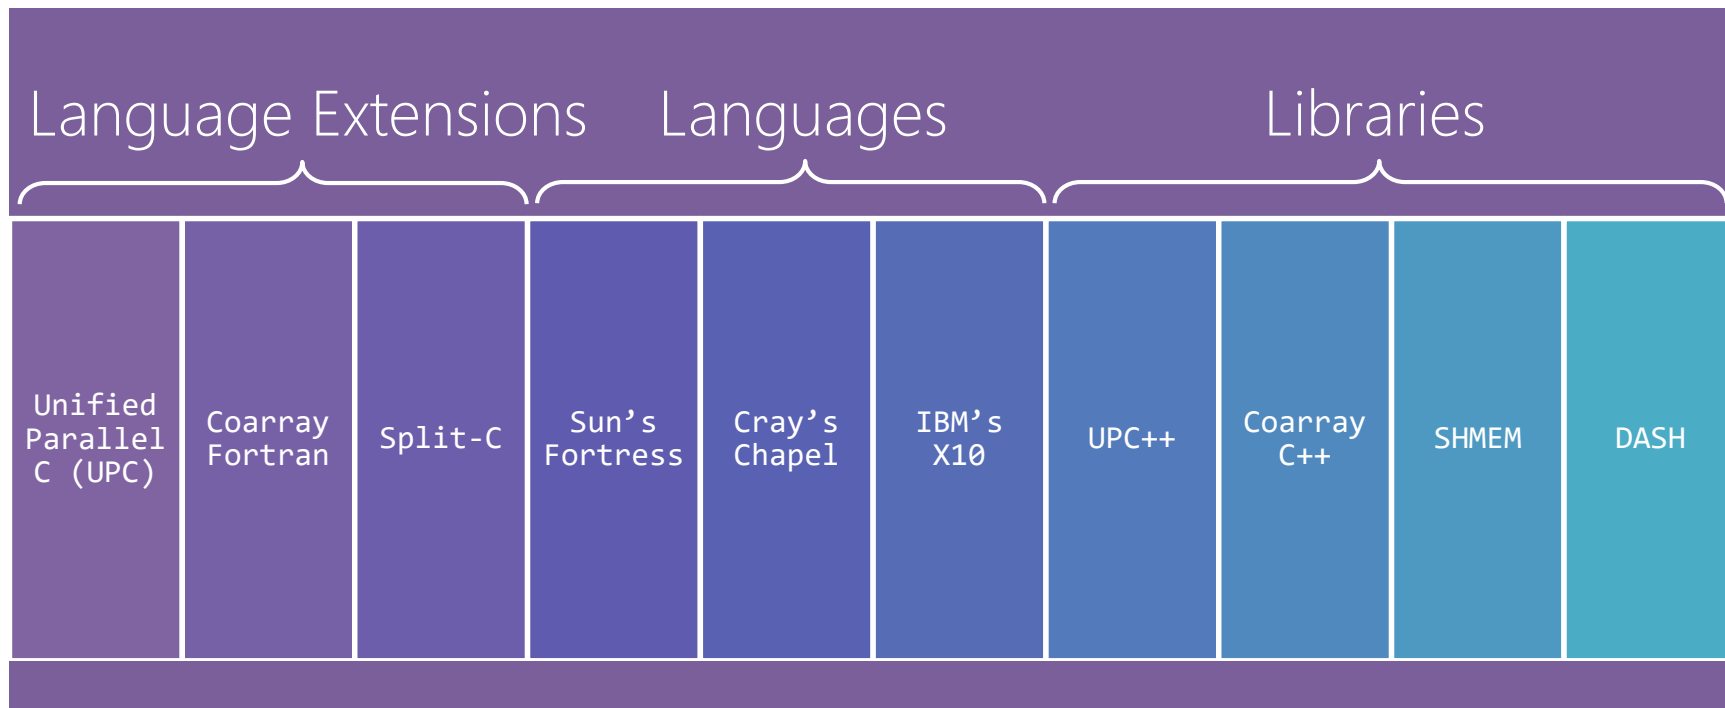 Language Extensions
Languages
Libraries
Unified
Parallel
C (UPC)
Coarray
Fortran
Split-C
Sun’s
Fortress
Cray’s
Chapel
IBM’s
X10
UPC++
Coarray
C++
SHMEM
DASH